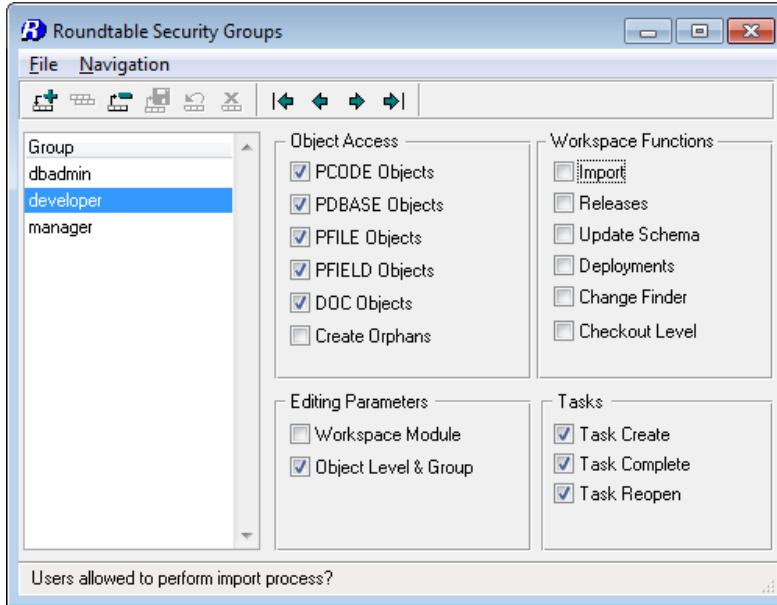 Roundtable Security Groups
File Navigation
Group
dbadmin
developer
manager
Object Access
PCODE Objects
PDBASE Objects
PFILE Objects
PFIELD Objects
DOC Objects
Create Orphans
Workspace Functions
Import
Releases
Update Schema
Deployments
Change Finder
Checkout Level
Editing Parameters
Workspace Module
Object Level & Group
Tasks
Task Create
Task Complete
Task Reopen
Users allowed to perform import process?